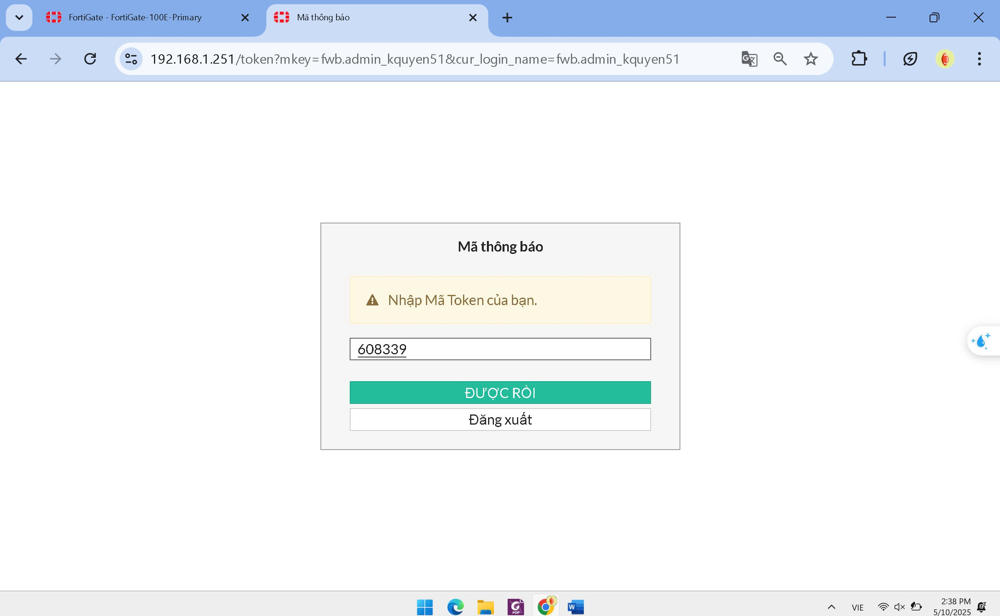 FortiGate - FortiGate-100E-Primary
Mã thông báo
192.168.1.251/token?mkey=fwb.admin_kquyen51&cur_login_name=fwb.admin_kquyen51
Mã thông báo
Nhập Mã Token của bạn.
608339
ĐƯỢC RỒI
Đăng xuất
VIE
2:38 PM
5/10/2025